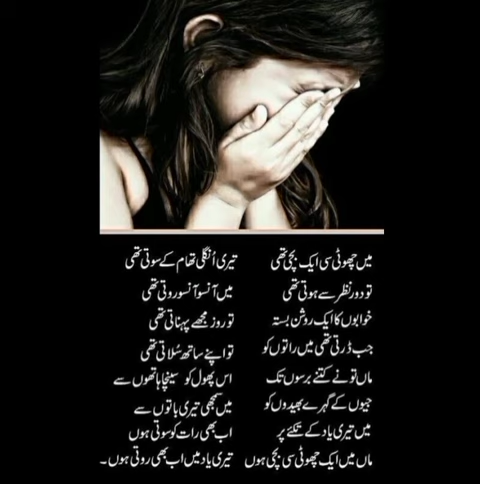 میں چھوٹی سی ایک بچی تھی تیری اُنگلی تھام کے سوتی تھی
تو دور نظر سے ہوتی تھی میں آنسو آنسو روتی تھی
خوابوں کا ایک روشن بستہ تو روز مجھے پہناتی تھی
جب ڈرتی تھی میں راتوں کو تو اپنے ساتھ سُلاتی تھی
ماں تو نے کتنے برسوں تک اس پھول کو سینچا ہاتھوں سے
جیون کے گہرے بھیدوں کو میں سمجھی تیری باتوں سے
میں تیری یاد کے تکئے پر اب بھی رات کو سوتی ہوں
ماں میں ایک چھوٹی سی بچی ہوں تیری یاد میں اب بھی روتی ہوں۔